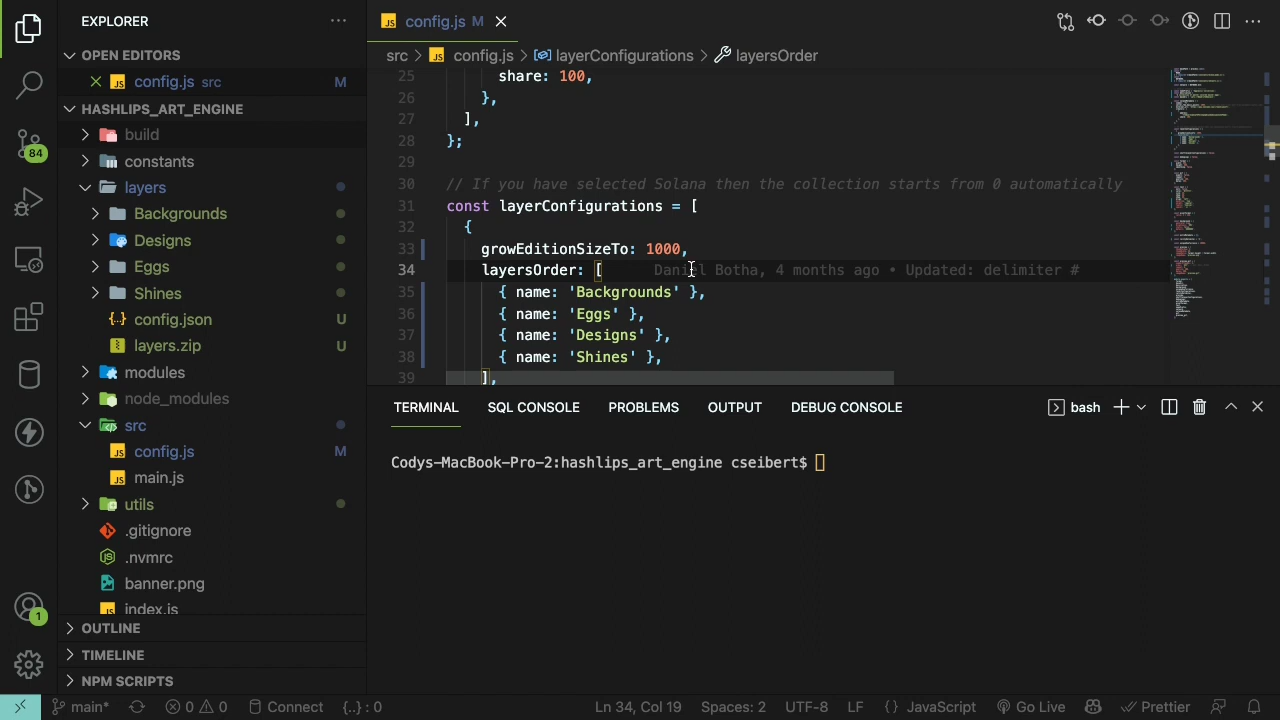 EXPLORER
OPEN EDITORS
config.js src M
HASHLIPS_ART_ENGINE
build
constants
layers
Backgrounds
Designs
Eggs
Shines
config.json U
layers.zip U
modules
node_modules
src
config.js M
main.js
utils
.gitignore
.nvmrc
banner.png
index.js
OUTLINE
TIMELINE
NPM SCRIPTS
84
1
JS config.js M
src > JS config.js > layerConfigurations > layersOrder
25 share: 100,
26 },
27 ],
28 };
29
30 // If you have selected Solana then the collection starts from 0 automatically
31 const layerConfigurations = [
32 {
33 growEditionSizeTo: 1000,
34 layersOrder: [ Daniel Botha, 4 months ago • Updated: delimiter #
35 { name: 'Backgrounds' },
36 { name: 'Eggs' },
37 { name: 'Designs' },
38 { name: 'Shines' },
39 ],
TERMINAL SQL CONSOLE PROBLEMS OUTPUT DEBUG CONSOLE bash
Codys-MacBook-Pro-2:hashlips_art_engine cseibert$
main* 0 0 Connect {..} : 0 Ln 34, Col 19 Spaces: 2 UTF-8 LF {} JavaScript Go Live Prettier